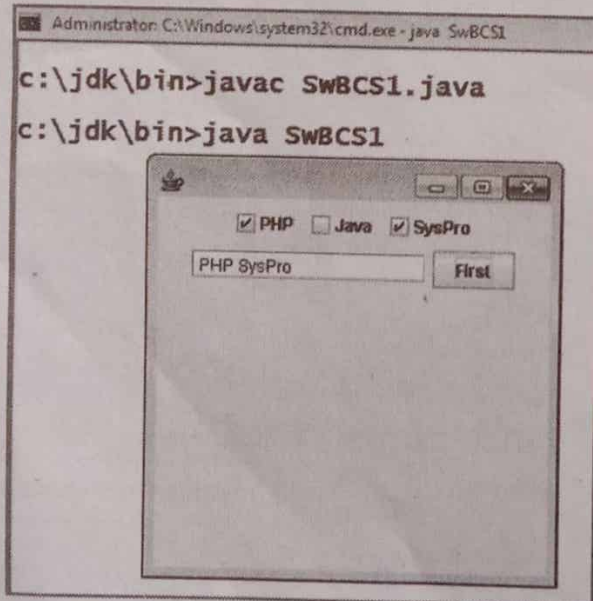 Administrator: C:\Windows\system32\cmd.exe - java SwBCS1
c:\jdk\bin>javac SwBCS1.java
c:\jdk\bin>java SwBCS1
PHP Java SysPro
PHP SysPro First